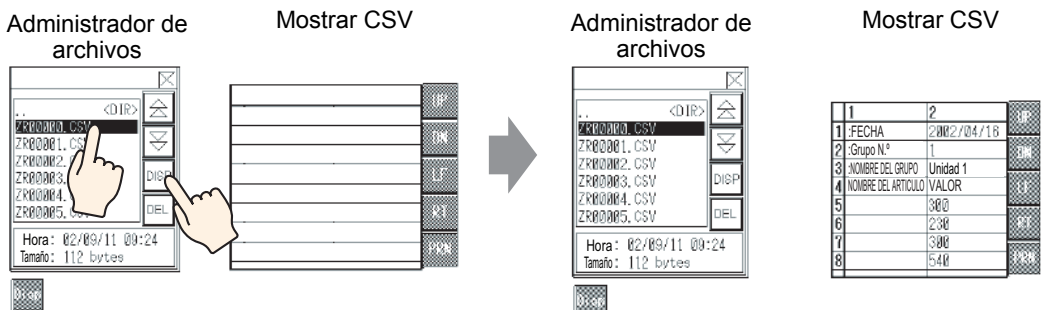 Administrador de
archivos
Mostrar CSV
<DIR>
..
ZR00000.CSV
ZR00001.CS
ZR00002.
ZR00003.
ZR00004.
ZR00005.
DISP
DEL
Hora: 02/09/11 09:24
Tamaño: 112 bytes
Disp
UP
DN
LF
RT
PRN
Administrador de
archivos
Mostrar CSV
<DIR>
..
ZR00000.CSV
ZR00001.CSV
ZR00002.CSV
ZR00003.CSV
ZR00004.CSV
ZR00005.CSV
DISP
DEL
Hora: 02/09/11 09:24
Tamaño: 112 bytes
Disp
1 2
1 :FECHA 2002/04/16
2 :Grupo N.º 1
3 :NOMBRE DEL GRUPO Unidad 1
4 NOMBRE DEL ARTICULO VALOR
5 300
6 230
7 300
8 540
UP
DN
PRN